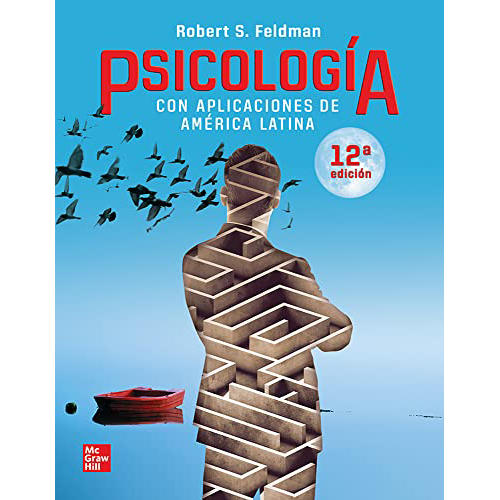 Robert S. Feldman
PSICOLOGÍA
CON APLICACIONES DE
AMÉRICA LATINA
12ª
edición
Mc
Graw
Hill